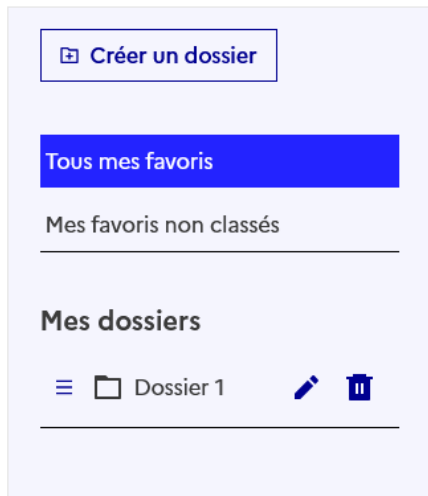 Créer un dossier
Tous mes favoris
Mes favoris non classés
Mes dossiers
Dossier 1